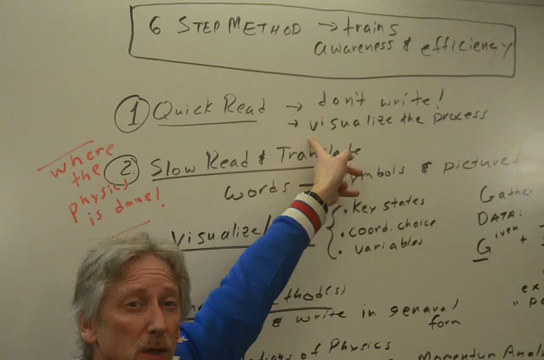 6 STEP METHOD → trains
awareness & efficiency
1 Quick Read → don't write!
→ visualize the process
where
the
physics
is done!
2 Slow Read & Translate
words → symbols & pictures
Visualize
• Key states
• coord. choice
• variables
Gather
DATA:
Given +
& write in general
form
of Physics
Momentum